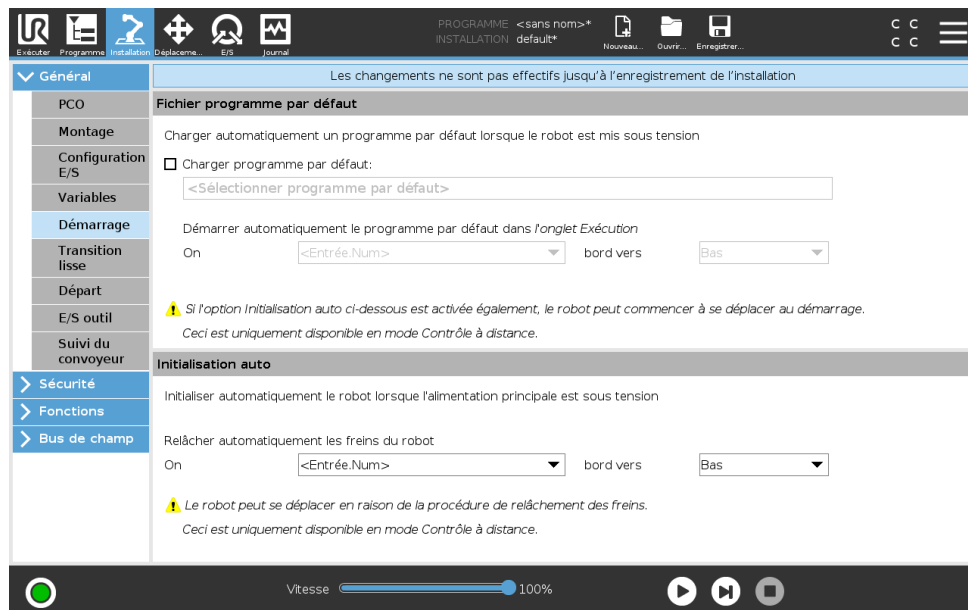 UR
PROGRAMME <sans nom>*
INSTALLATION default*
C C
C C
Exécuter Programme Installation Déplaceme... E/S Journal Nouveau... Ouvrir... Enregistrer...
Général
PCO
Montage
Configuration
E/S
Variables
Démarrage
Transition
lisse
Départ
E/S outil
Suivi du
convoyeur
Sécurité
Fonctions
Bus de champ
Les changements ne sont pas effectifs jusqu'à l'enregistrement de l'installation
Fichier programme par défaut
Charger automatiquement un programme par défaut lorsque le robot est mis sous tension
Charger programme par défaut:
<Sélectionner programme par défaut>
Démarrer automatiquement le programme par défaut dans l'onglet Exécution
On <Entrée.Num> bord vers Bas
Si l'option Initialisation auto ci-dessous est activée également, le robot peut commencer à se déplacer au démarrage.
Ceci est uniquement disponible en mode Contrôle à distance.
Initialisation auto
Initialiser automatiquement le robot lorsque l'alimentation principale est sous tension
Relâcher automatiquement les freins du robot
On <Entrée.Num> bord vers Bas
Le robot peut se déplacer en raison de la procédure de relâchement des freins.
Ceci est uniquement disponible en mode Contrôle à distance.
Vitesse 100%